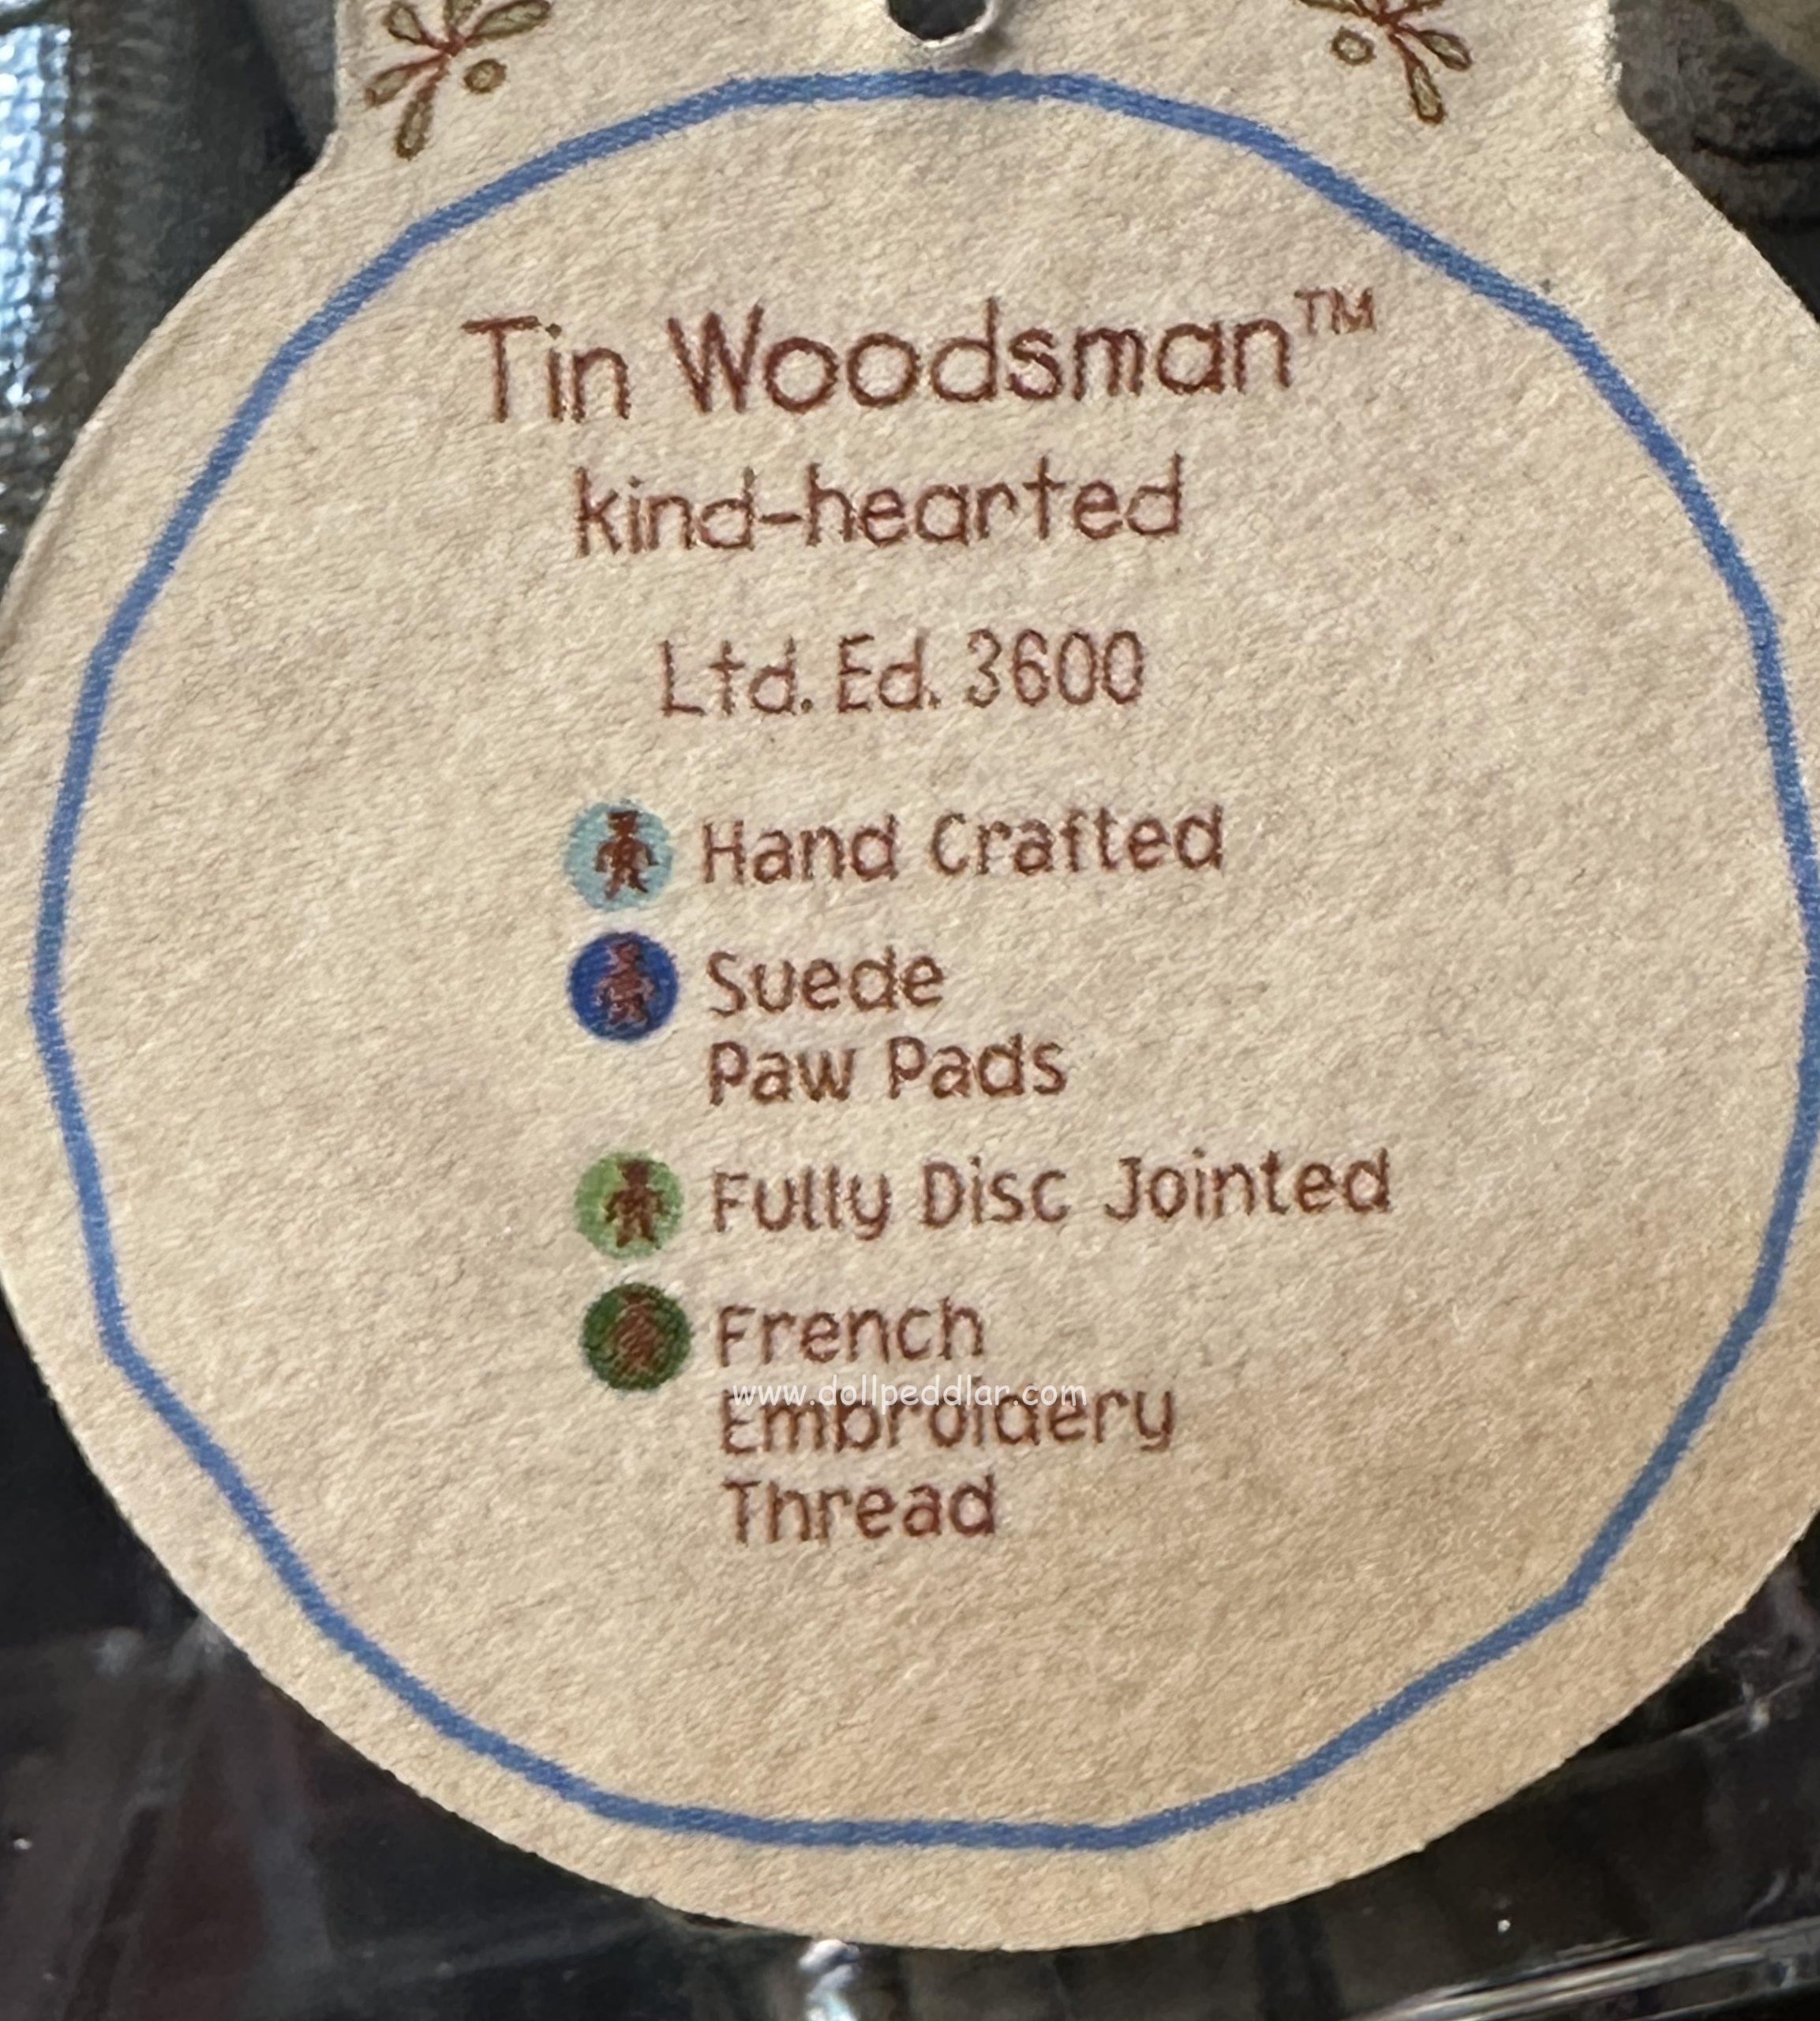 Tin Woodsman™
kind-hearted
Ltd. Ed. 3600
Hand Crafted
Suede
Paw Pads
Fully Disc Jointed
French
www.dollpeddlar.com
Embroidery
Thread